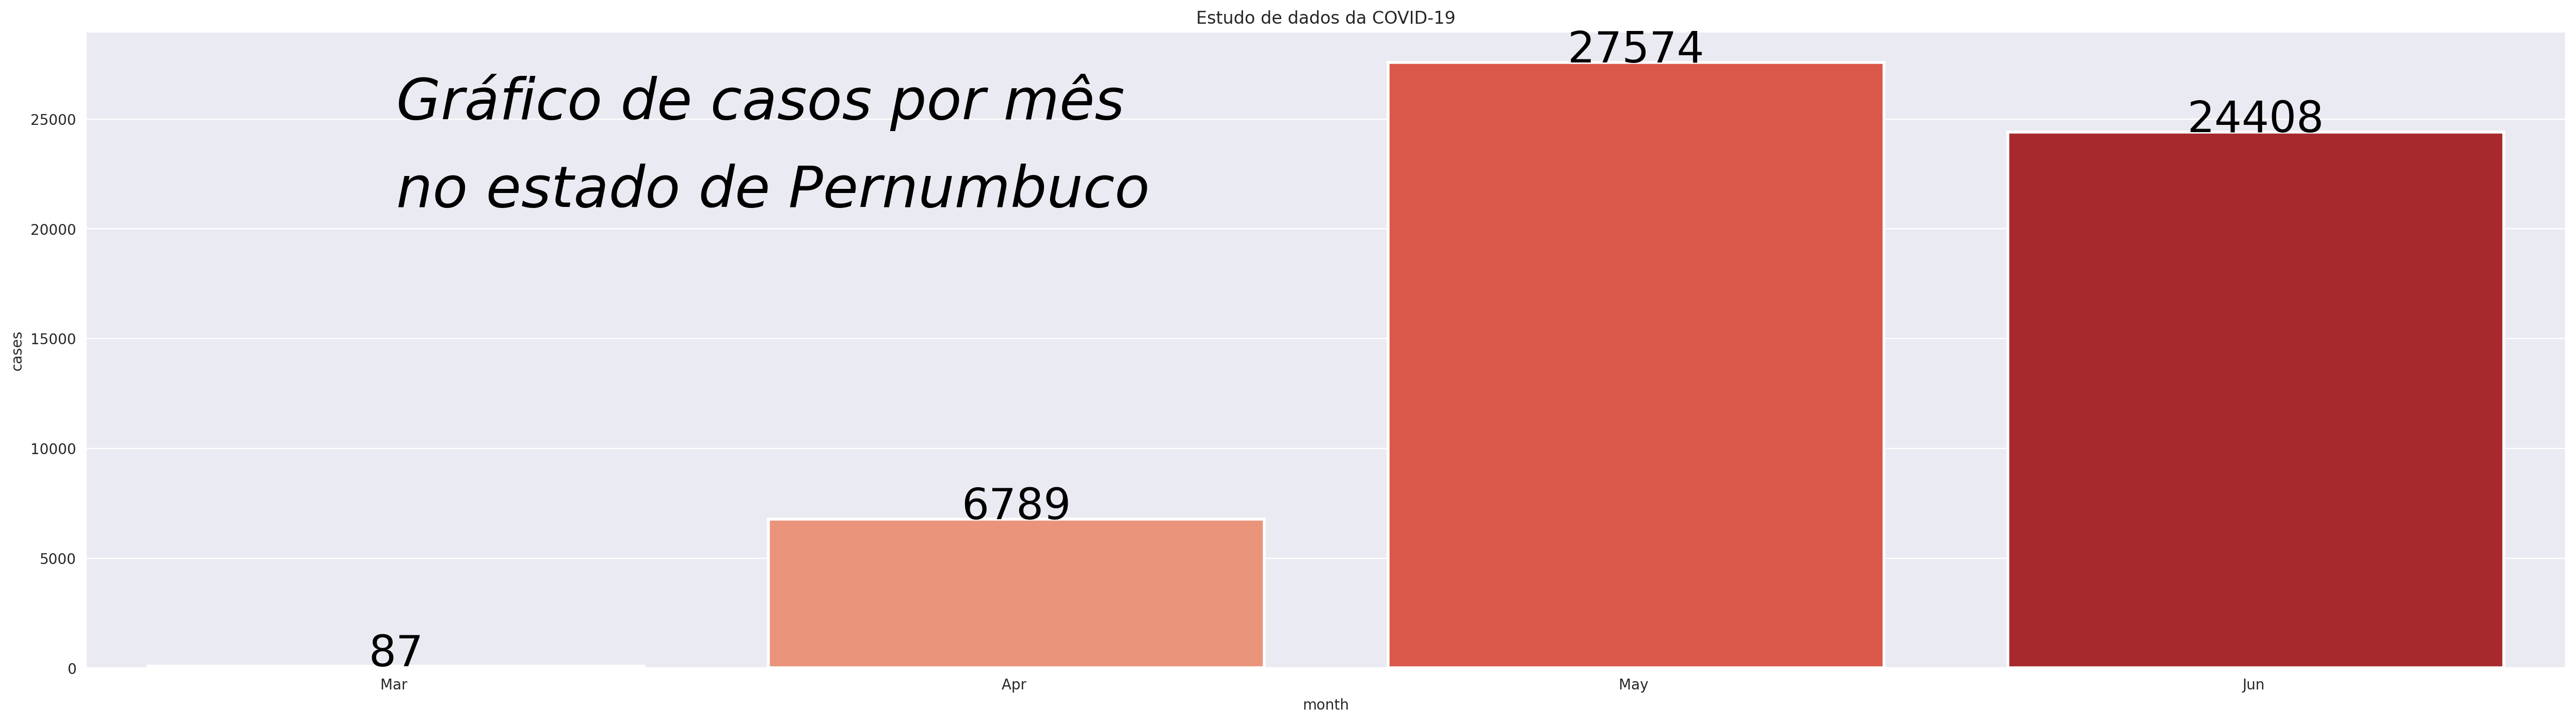 Estudo de dados da COVID-19
Gráfico de casos por mês
no estado de Pernumbuco
27574
24408
6789
87
25000
20000
15000
10000
5000
0
cases
Mar
Apr
May
Jun
month